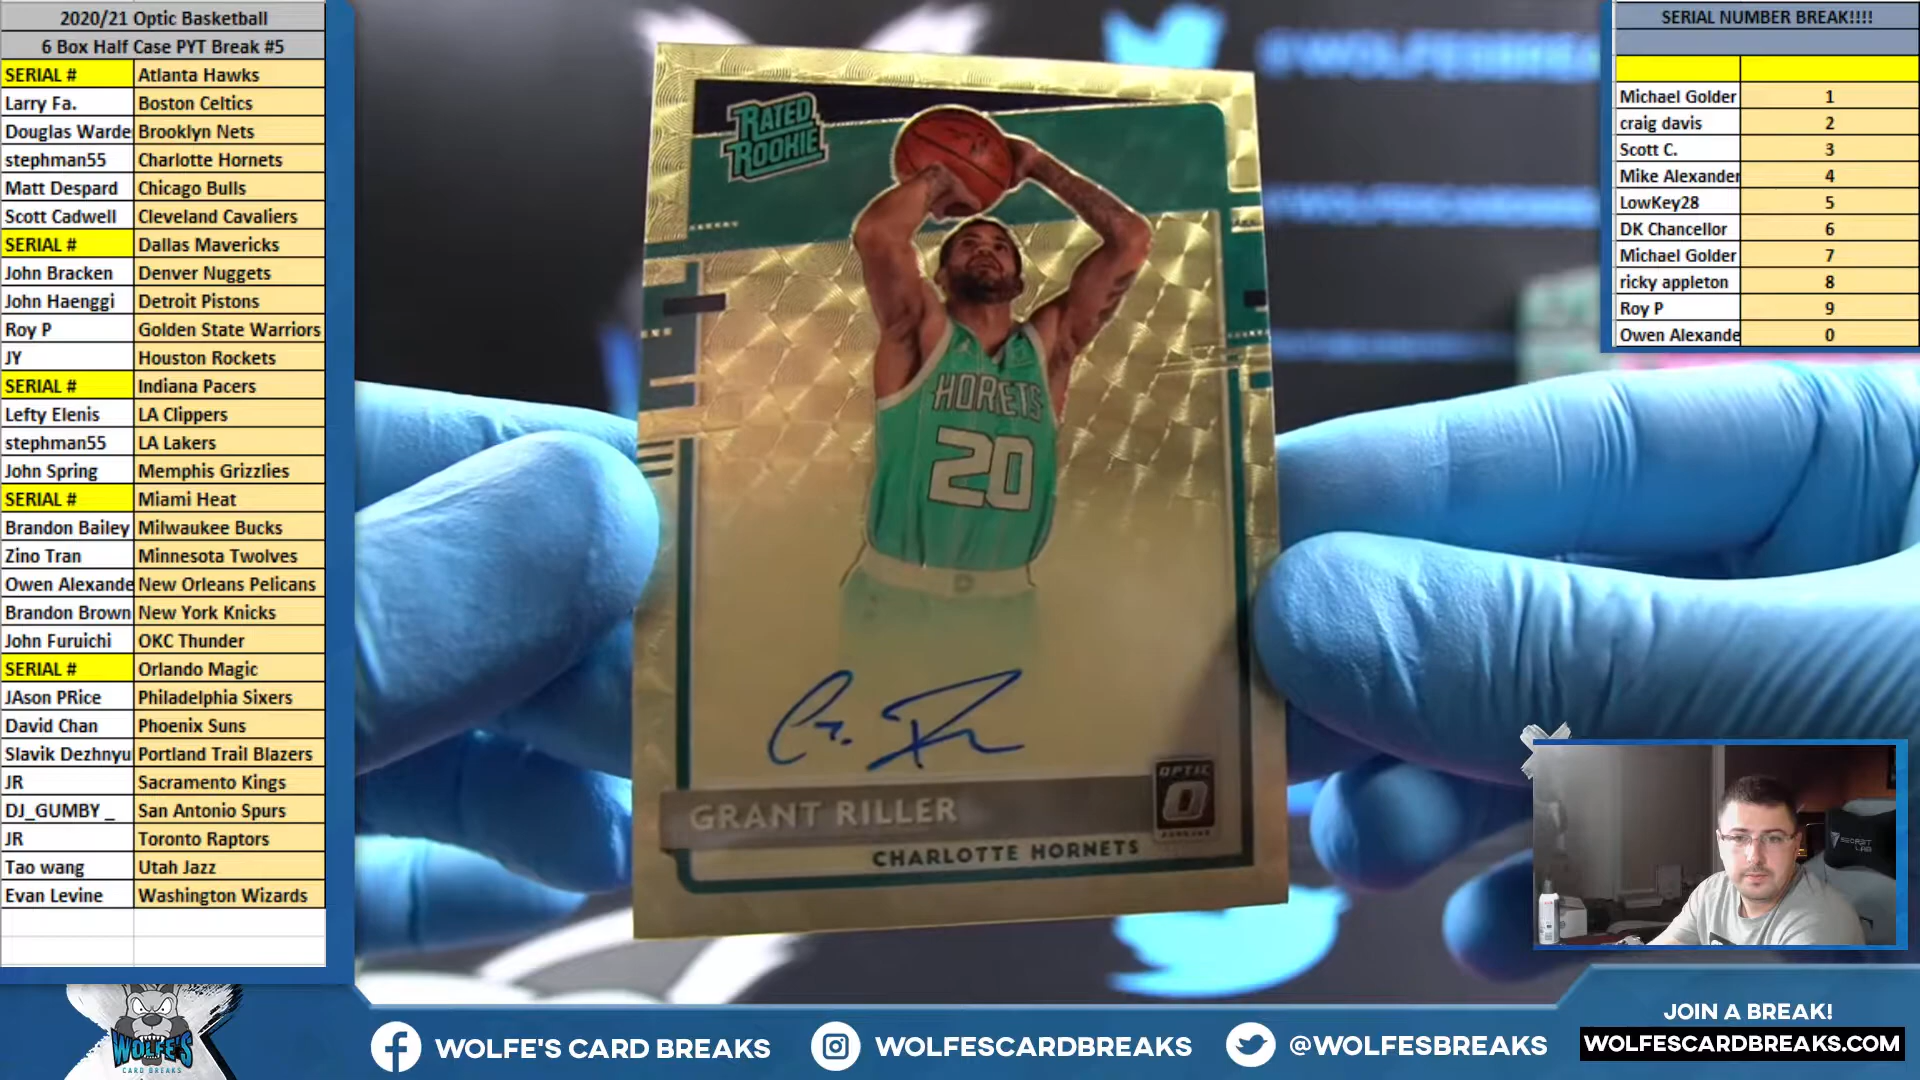 2020/21 Optic Basketball
6 Box Half Case PYT Break #5
SERIAL # Atlanta Hawks
Larry Fa. Boston Celtics
Douglas Warde Brooklyn Nets
stephman55 Charlotte Hornets
Matt Despard Chicago Bulls
Scott Cadwell Cleveland Cavaliers
SERIAL # Dallas Mavericks
John Bracken Denver Nuggets
John Haenggi Detroit Pistons
Roy P Golden State Warriors
JY Houston Rockets
SERIAL # Indiana Pacers
Lefty Elenis LA Clippers
stephman55 LA Lakers
John Spring Memphis Grizzlies
SERIAL # Miami Heat
Brandon Bailey Milwaukee Bucks
Zino Tran Minnesota Twolves
Owen Alexande New Orleans Pelicans
Brandon Brown New York Knicks
John Furuichi OKC Thunder
SERIAL # Orlando Magic
JAson PRice Philadelphia Sixers
David Chan Phoenix Suns
Slavik Dezhnyu Portland Trail Blazers
JR Sacramento Kings
DJ_GUMBY _ San Antonio Spurs
JR Toronto Raptors
Tao wang Utah Jazz
Evan Levine Washington Wizards
RATED
ROOKIE
HORNETS
20
OPTIC
GRANT RILLER
CHARLOTTE HORNETS
SERIAL NUMBER BREAK!!!!
Michael Golder 1
craig davis 2
Scott C. 3
Mike Alexander 4
LowKey28 5
DK Chancellor 6
Michael Golder 7
ricky appleton 8
Roy P 9
Owen Alexande 0
SECRET
LAB
WOLFE'S
CARD BREAKS
WOLFE'S CARD BREAKS
WOLFESCARDBREAKS
@WOLFESBREAKS
JOIN A BREAK!
WOLFESCARDBREAKS.COM